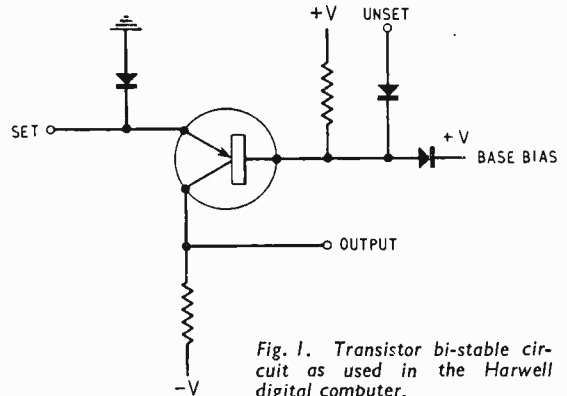 +V
UNSET
SET
+V
BASE BIAS
OUTPUT
-V
Fig. 1. Transistor bi-stable cir-
cuit as used in the Harwell
digital computer.